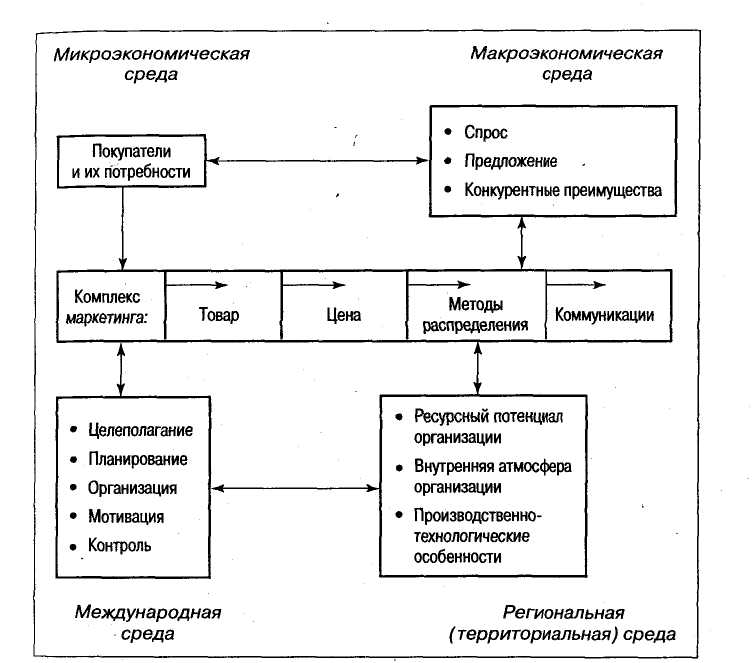 Микроэкономическая
среда
Макроэкономическая
среда
Покупатели
и их потребности
• Спрос
• Предложение
• Конкурентные преимущества
Комплекс
маркетинга:
Товар
Цена
Методы
распределения
Коммуникации
• Целеполагание
• Планирование
• Организация
• Мотивация
• Контроль
• Ресурсный потенциал
организации
• Внутренняя атмосфера
организации
• Производственно-
технологические
особенности
Международная
среда
Региональная
(территориальная) среда